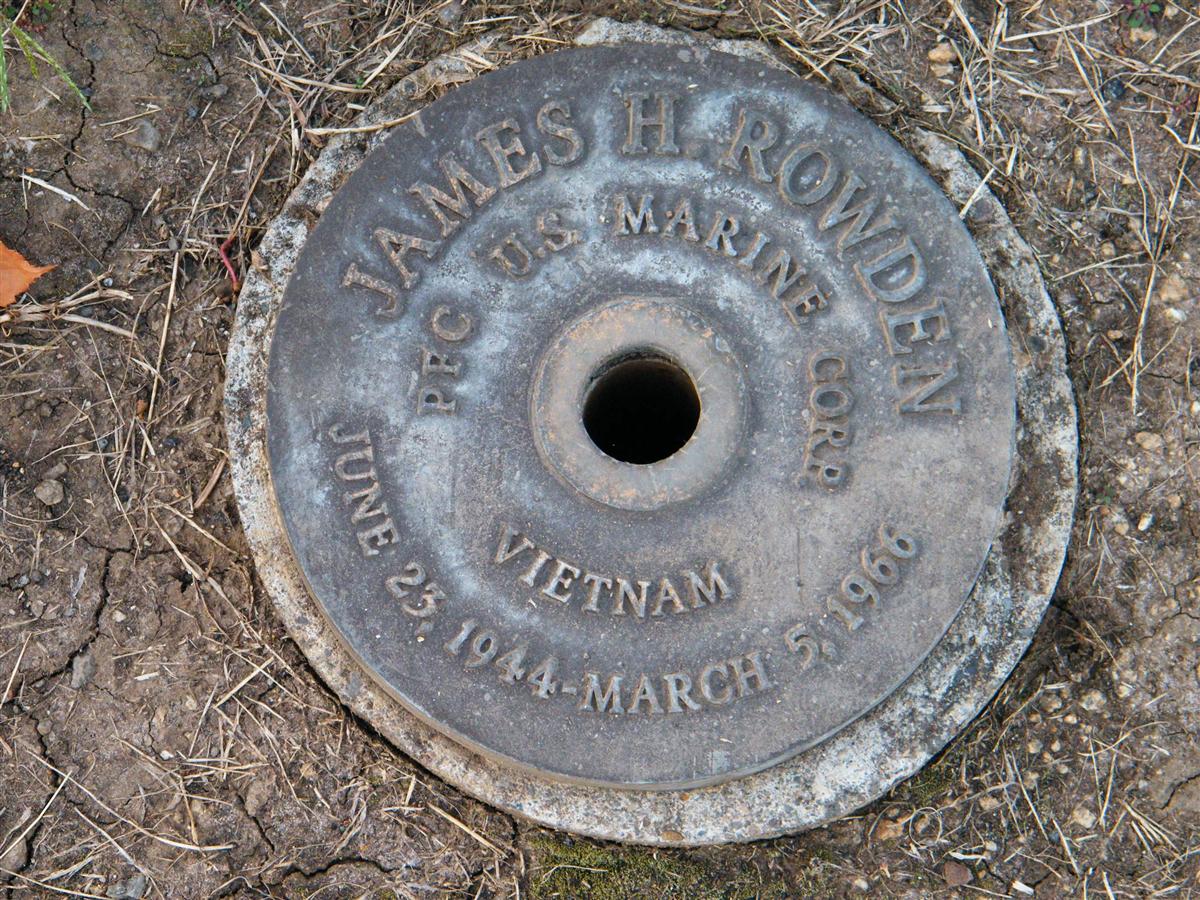 JAMES H. ROWDEN
PFC U.S. MARINE CORP.
VIETNAM
JUNE 23, 1944-MARCH 5, 1966